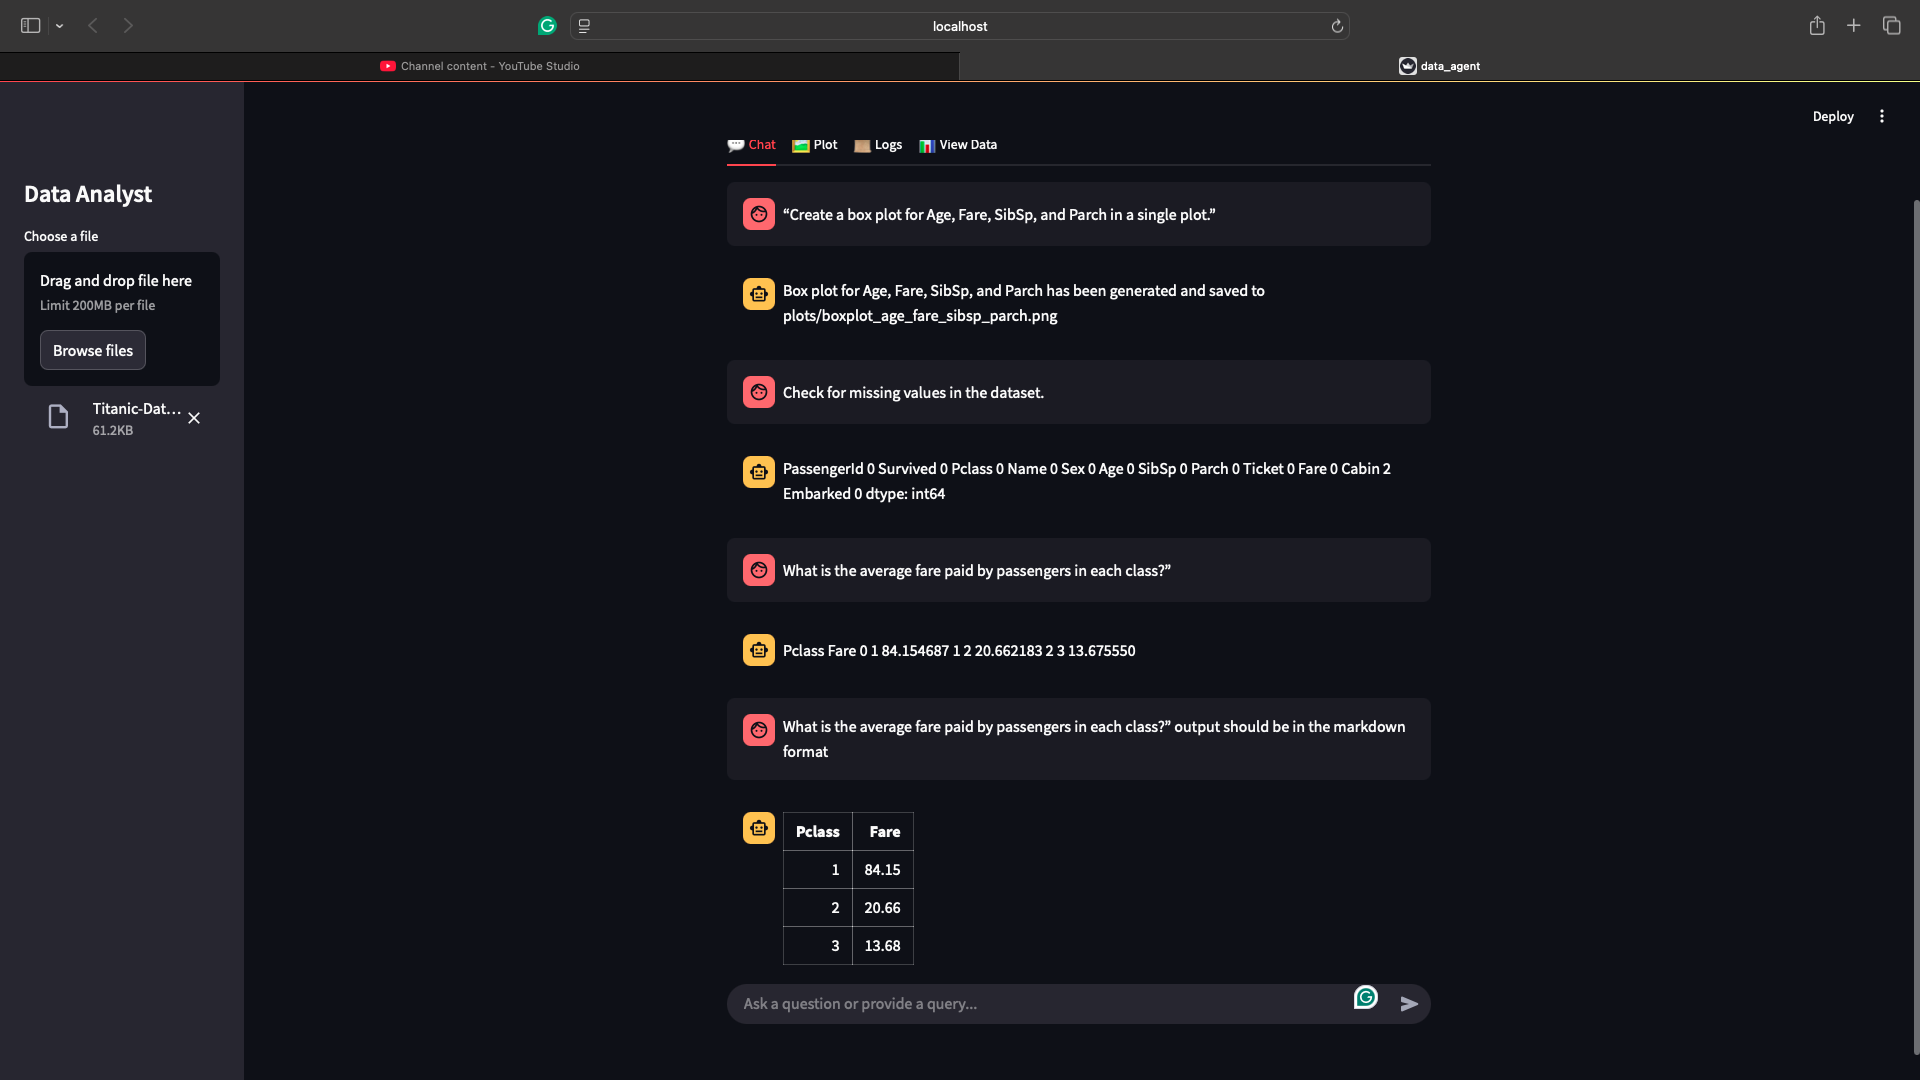 localhost
Channel content - YouTube Studio
data_agent
Deploy
Data Analyst
Choose a file
Drag and drop file here
Limit 200MB per file
Browse files
Titanic-Dat...
61.2KB
Chat
Plot
Logs
View Data
“Create a box plot for Age, Fare, SibSp, and Parch in a single plot.”
Box plot for Age, Fare, SibSp, and Parch has been generated and saved to
plots/boxplot_age_fare_sibsp_parch.png
Check for missing values in the dataset.
PassengerId 0 Survived 0 Pclass 0 Name 0 Sex 0 Age 0 SibSp 0 Parch 0 Ticket 0 Fare 0 Cabin 2
Embarked 0 dtype: int64
What is the average fare paid by passengers in each class?”
Pclass Fare 0 1 84.154687 1 2 20.662183 2 3 13.675550
What is the average fare paid by passengers in each class?” output should be in the markdown
format
Pclass Fare
1 84.15
2 20.66
3 13.68
Ask a question or provide a query...